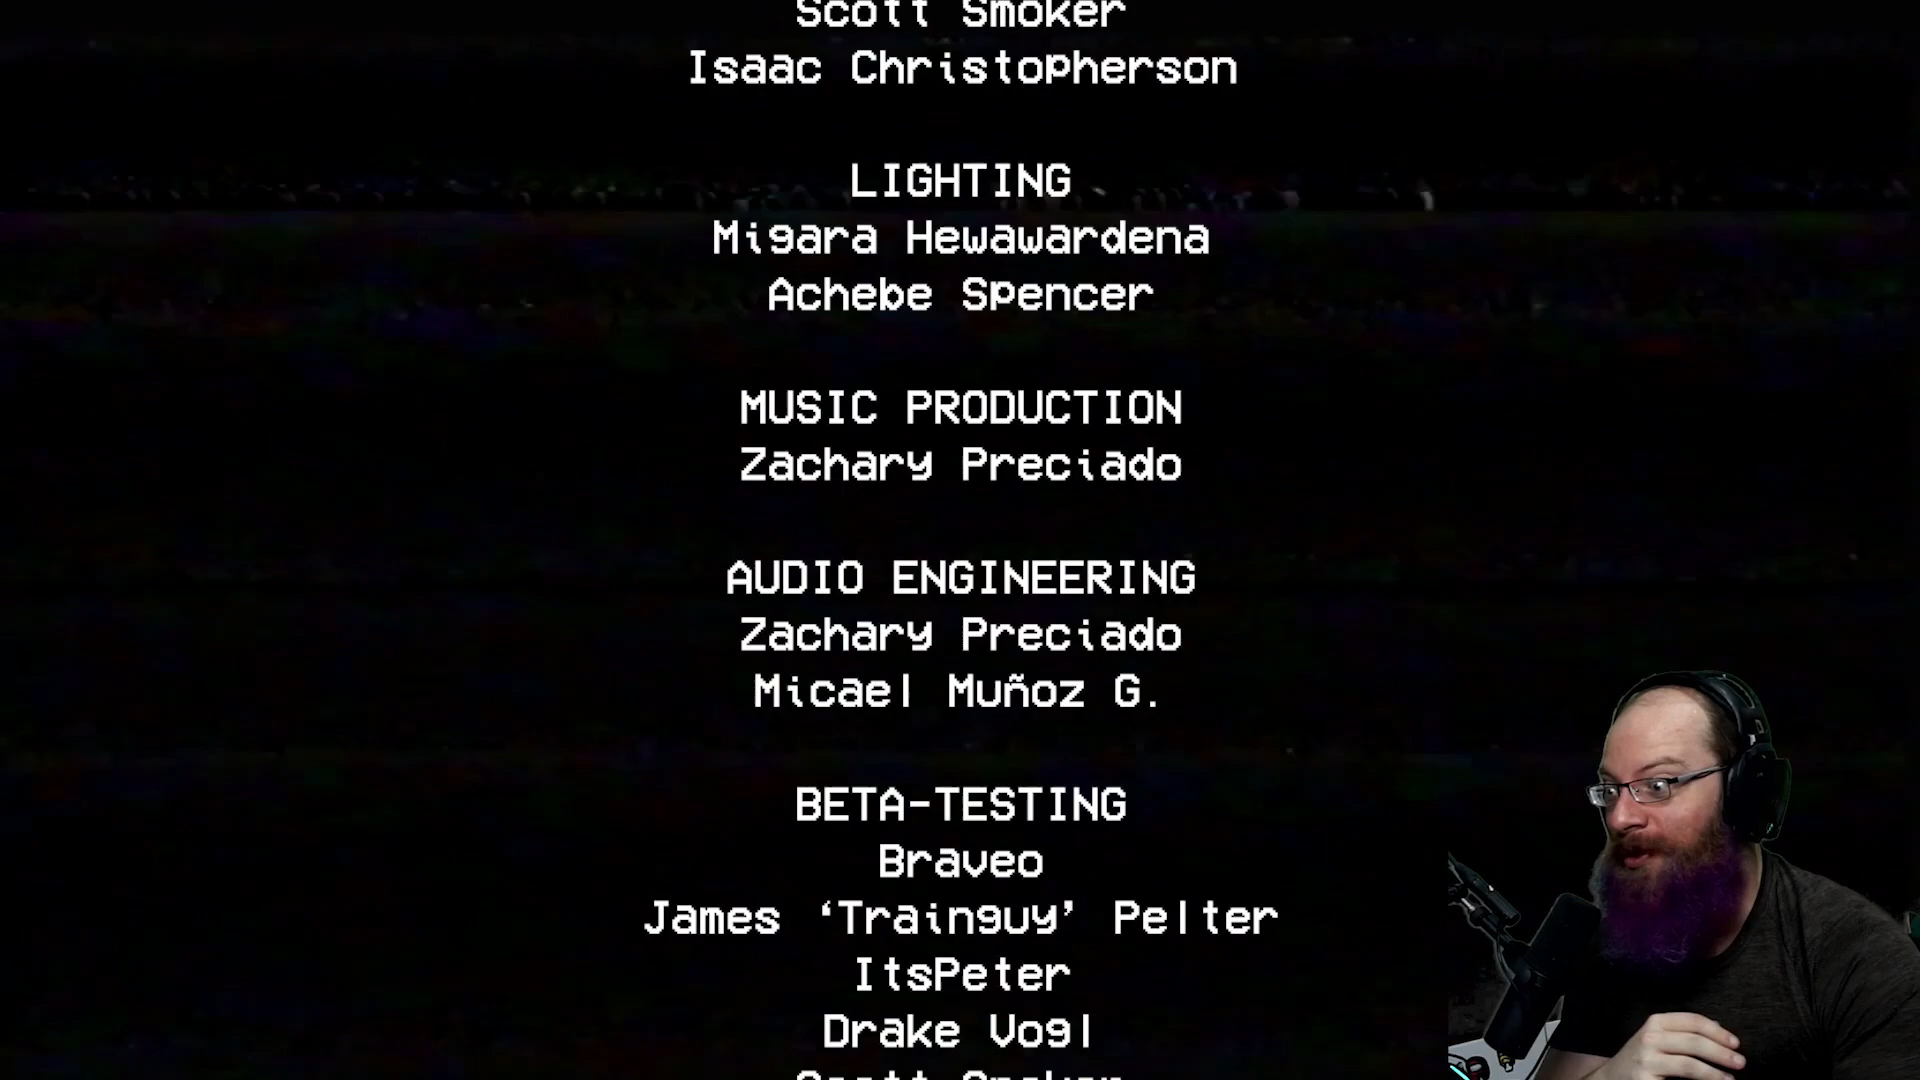 Scott Smoker
Isaac Christopherson
LIGHTING
Migara Hewawardena
Achebe Spencer
MUSIC PRODUCTION
Zachary Preciado
AUDIO ENGINEERING
Zachary Preciado
Micael Muñoz G.
BETA-TESTING
Braveo
James ‘Trainguy’ Pelter
ItsPeter
Drake Vogl